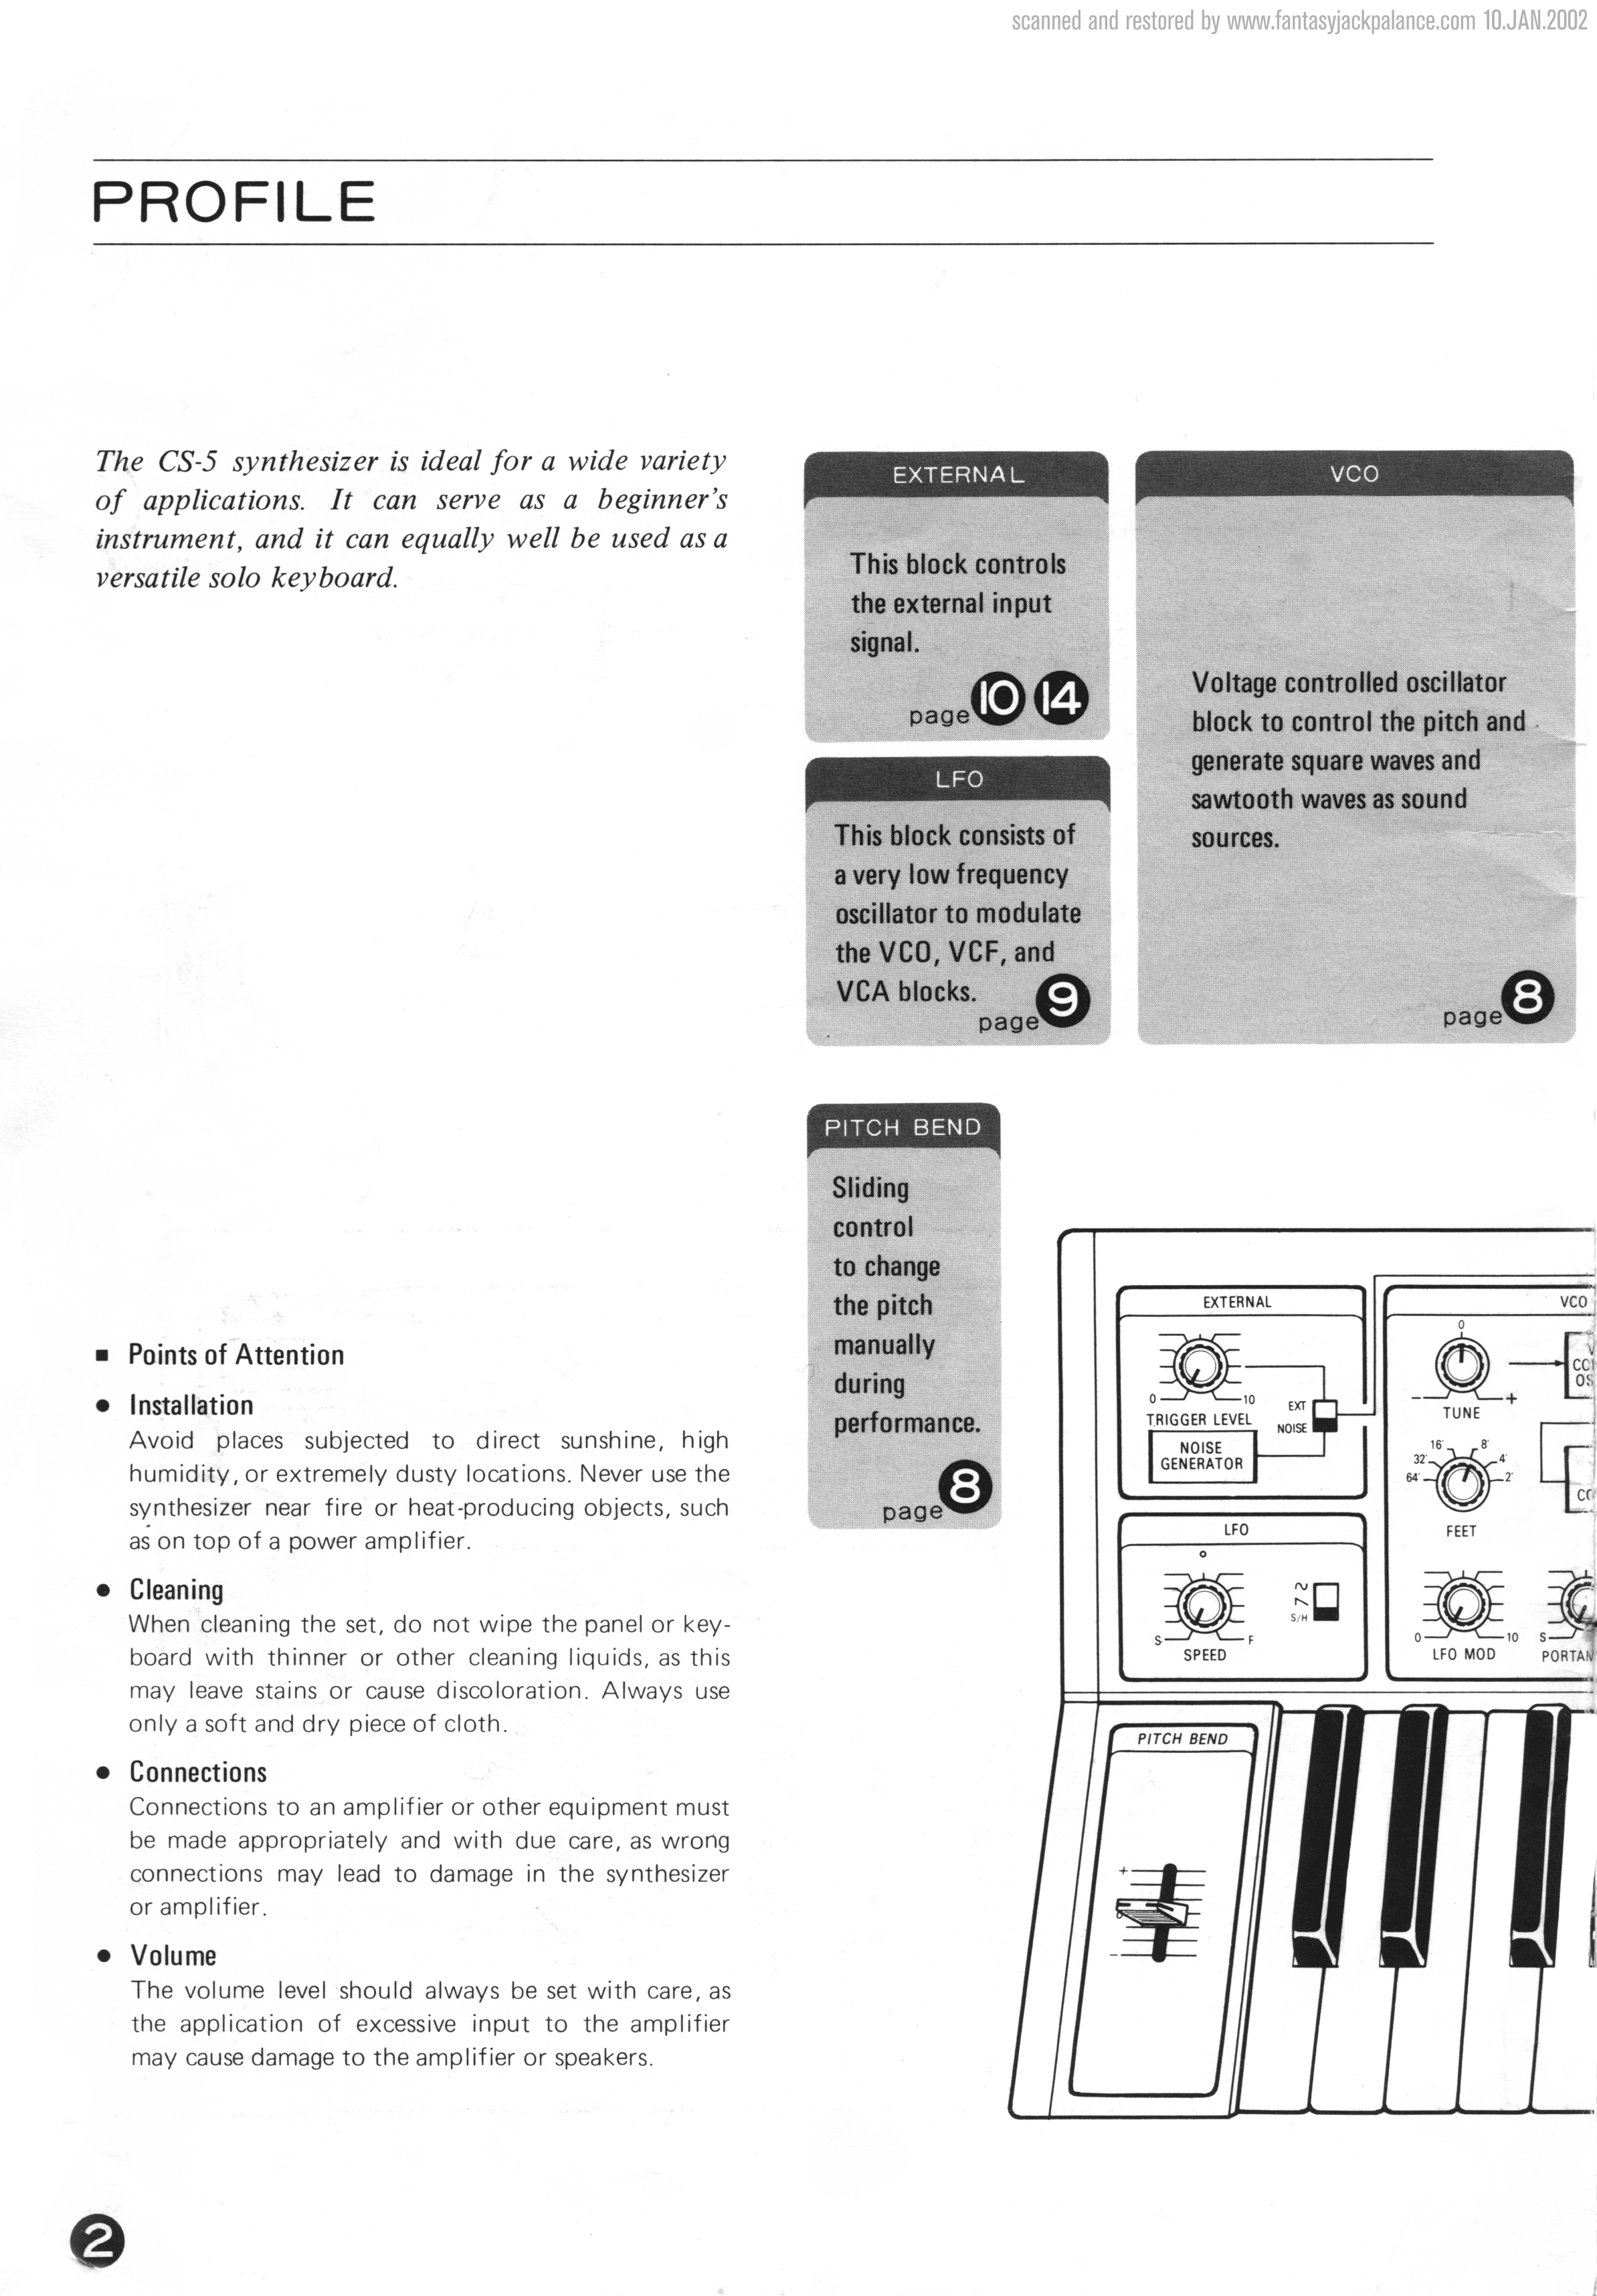 scanned and restored by www.fantasyjackpalance.com 10.JAN.2002
PROFILE
The CS-5 synthesizer is ideal for a wide variety
of applications. It can serve as a beginner's
instrument, and it can equally well be used as a
versatile solo keyboard.
EXTERNAL
This block controls
the external input
signal.
page 10 14
LFO
This block consists of
a very low frequency
oscillator to modulate
the VCO, VCF, and
VCA blocks.
page 9
VCO
Voltage controlled oscillator
block to control the pitch and
generate square waves and
sawtooth waves as sound
sources.
page 8
PITCH BEND
Sliding
control
to change
the pitch
manually
during
performance.
page 8
■ Points of Attention
● Installation
Avoid places subjected to direct sunshine, high
humidity, or extremely dusty locations. Never use the
synthesizer near fire or heat-producing objects, such
as on top of a power amplifier.
● Cleaning
When cleaning the set, do not wipe the panel or key-
board with thinner or other cleaning liquids, as this
may leave stains or cause discoloration. Always use
only a soft and dry piece of cloth.
● Connections
Connections to an amplifier or other equipment must
be made appropriately and with due care, as wrong
connections may lead to damage in the synthesizer
or amplifier.
● Volume
The volume level should always be set with care, as
the application of excessive input to the amplifier
may cause damage to the amplifier or speakers.
EXTERNAL
0 10
TRIGGER LEVEL
EXT
NOISE
NOISE
GENERATOR
LFO
S F
SPEED
S/H
VCO
0
- +
TUNE
16' 8'
32' 4'
64' 2'
FEET
0 10
LFO MOD
S
PITCH BEND
+
0
-
2